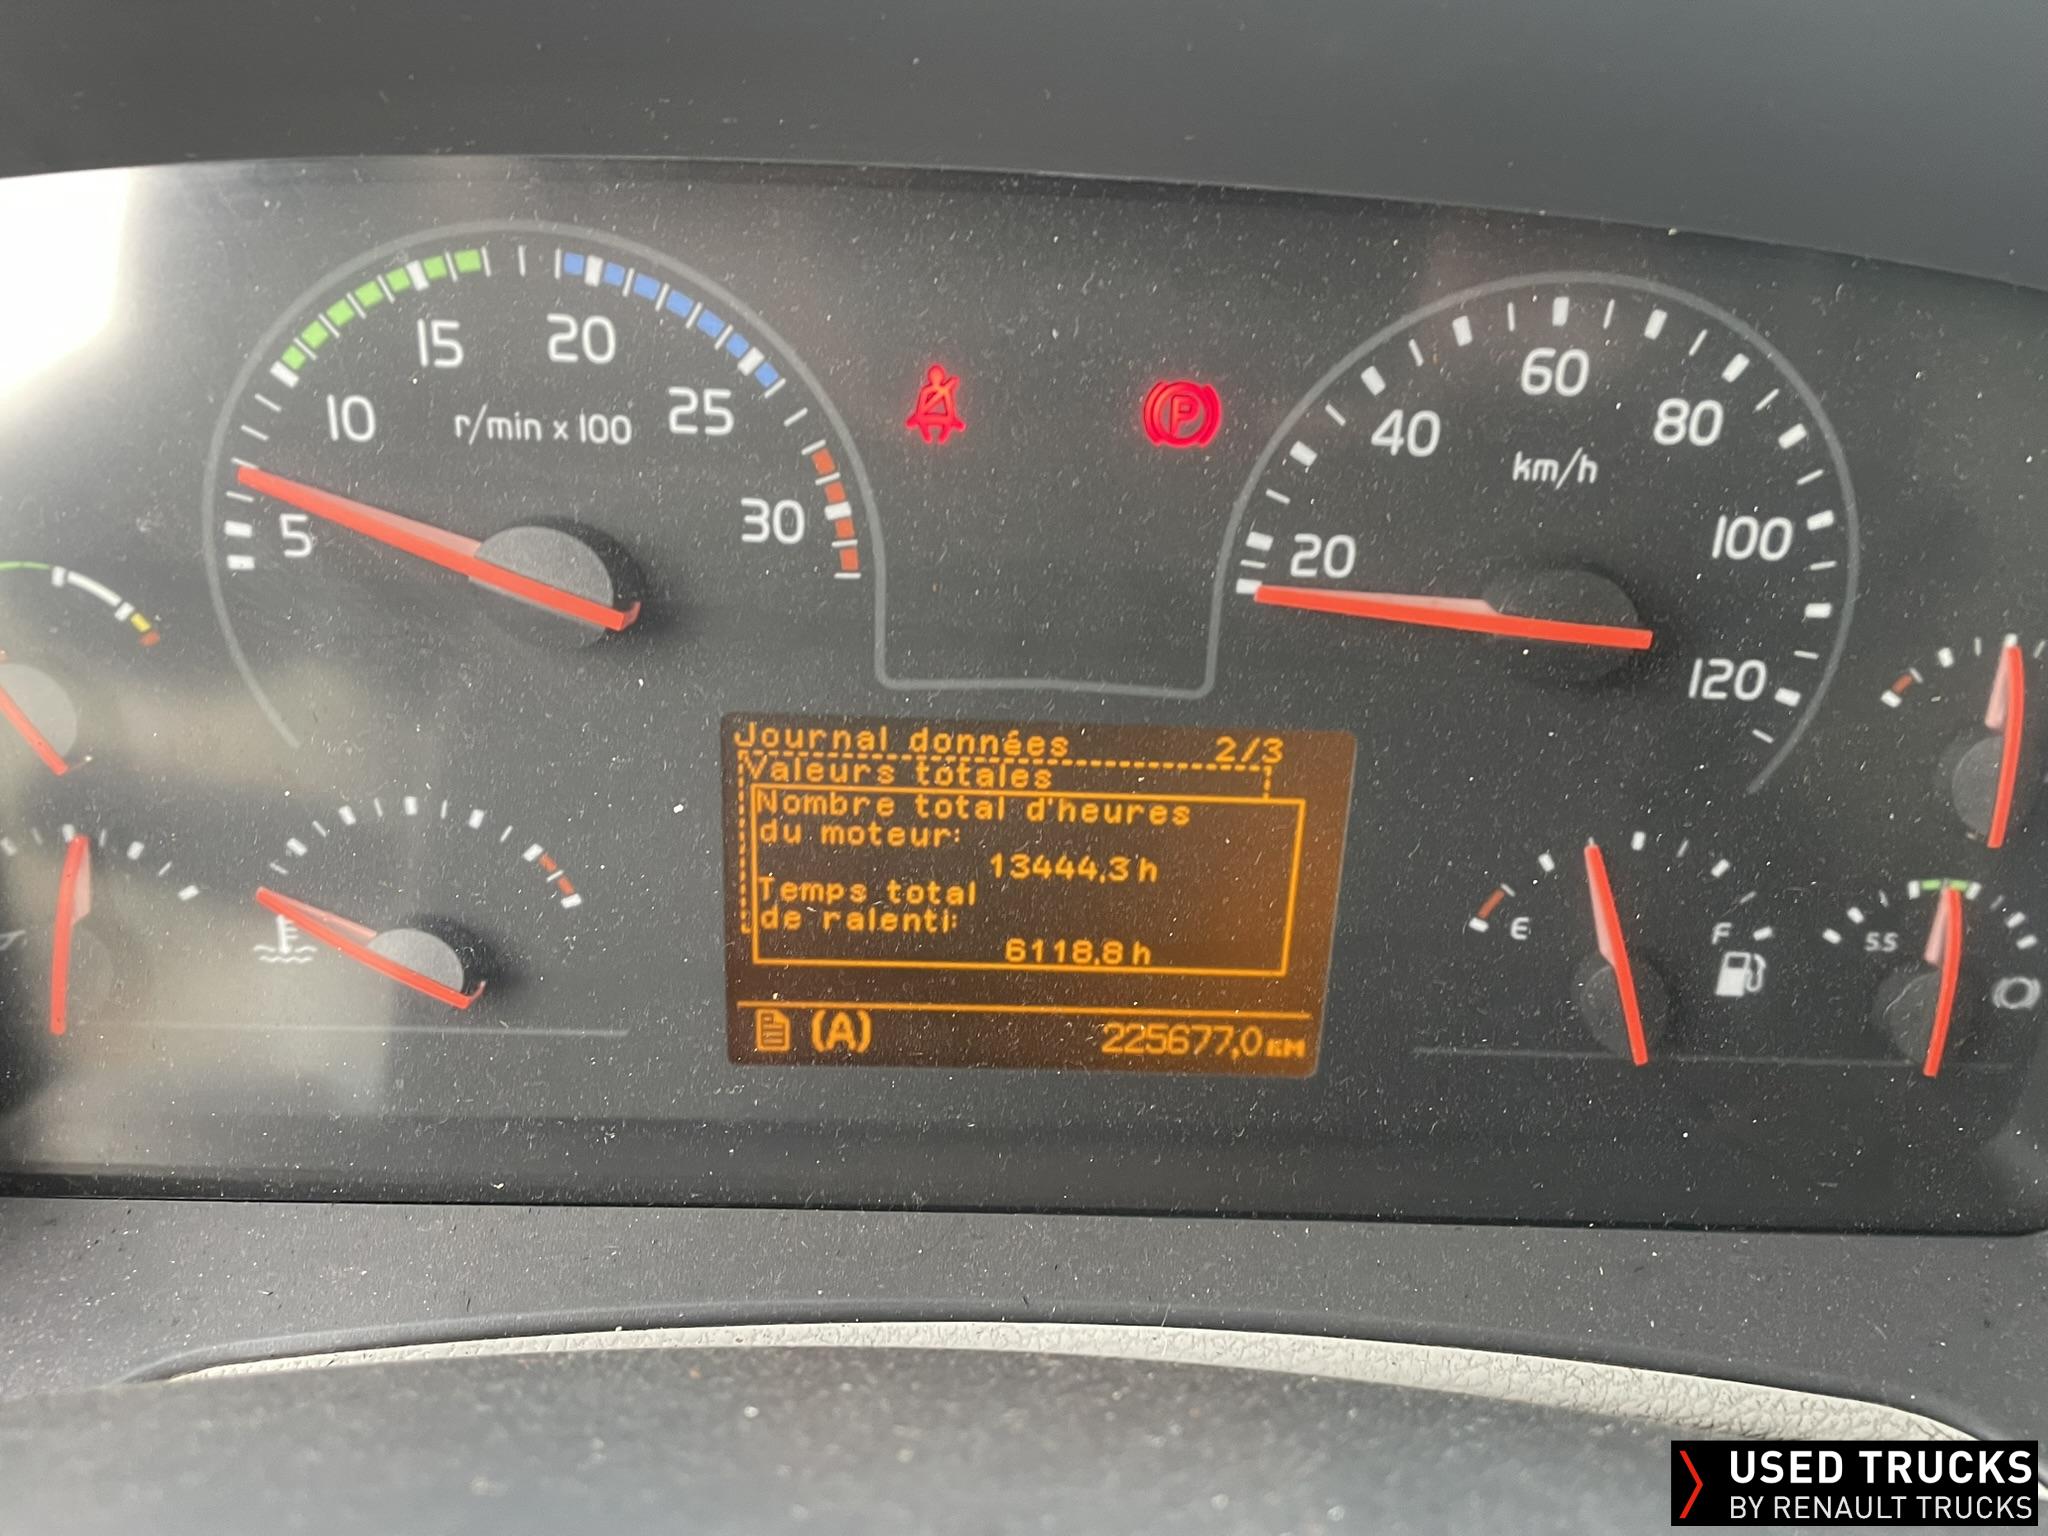 15
20
10
25
r/min x 100
5
30
P
60
40
80
km/h
20
100
120
Journal données 2/3
Valeurs totales
Nombre total d'heures
du moteur:
13444,3 h
Temps total
de ralenti:
6118,8 h
(A) 225677,0 KM
E
F
5.5
USED TRUCKS
BY RENAULT TRUCKS